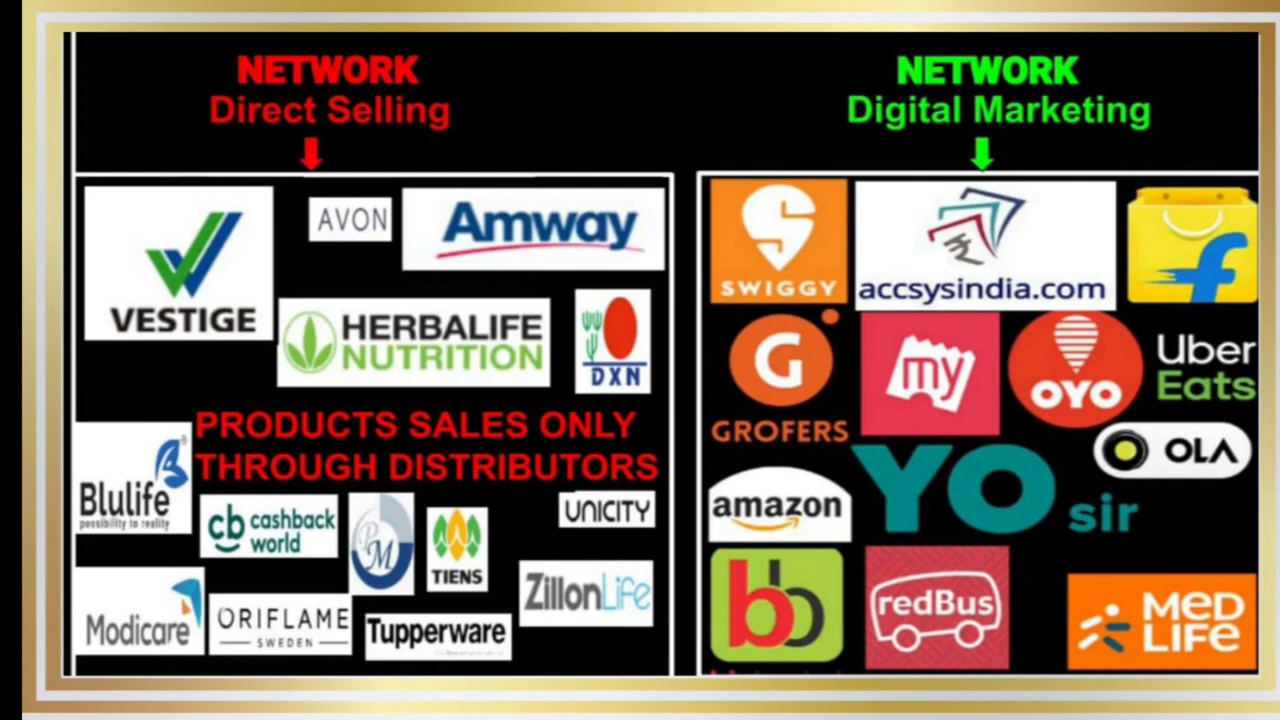 NETWORK
Direct Selling
NETWORK
Digital Marketing
VESTIGE
AVON
Amway
HERBALIFE
NUTRITION
DXN
PRODUCTS SALES ONLY
THROUGH DISTRIBUTORS
Blulife
possibility to reality
cb cashback
world
PM
TIENS
UNICITY
ZillonLife
Modicare
ORIFLAME
SWEDEN
Tupperware
SWIGGY
accsysindia.com
f
G
GROFERS
my
OYO
Uber
Eats
OLA
amazon
YO sir
bb
redBus
MED
LIFE